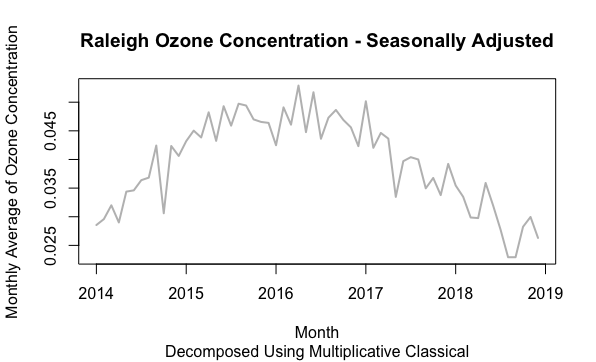 Raleigh Ozone Concentration - Seasonally Adjusted
Monthly Average of Ozone Concentration
0.045
0.035
0.025
2014 2015 2016 2017 2018 2019
Month
Decomposed Using Multiplicative Classical